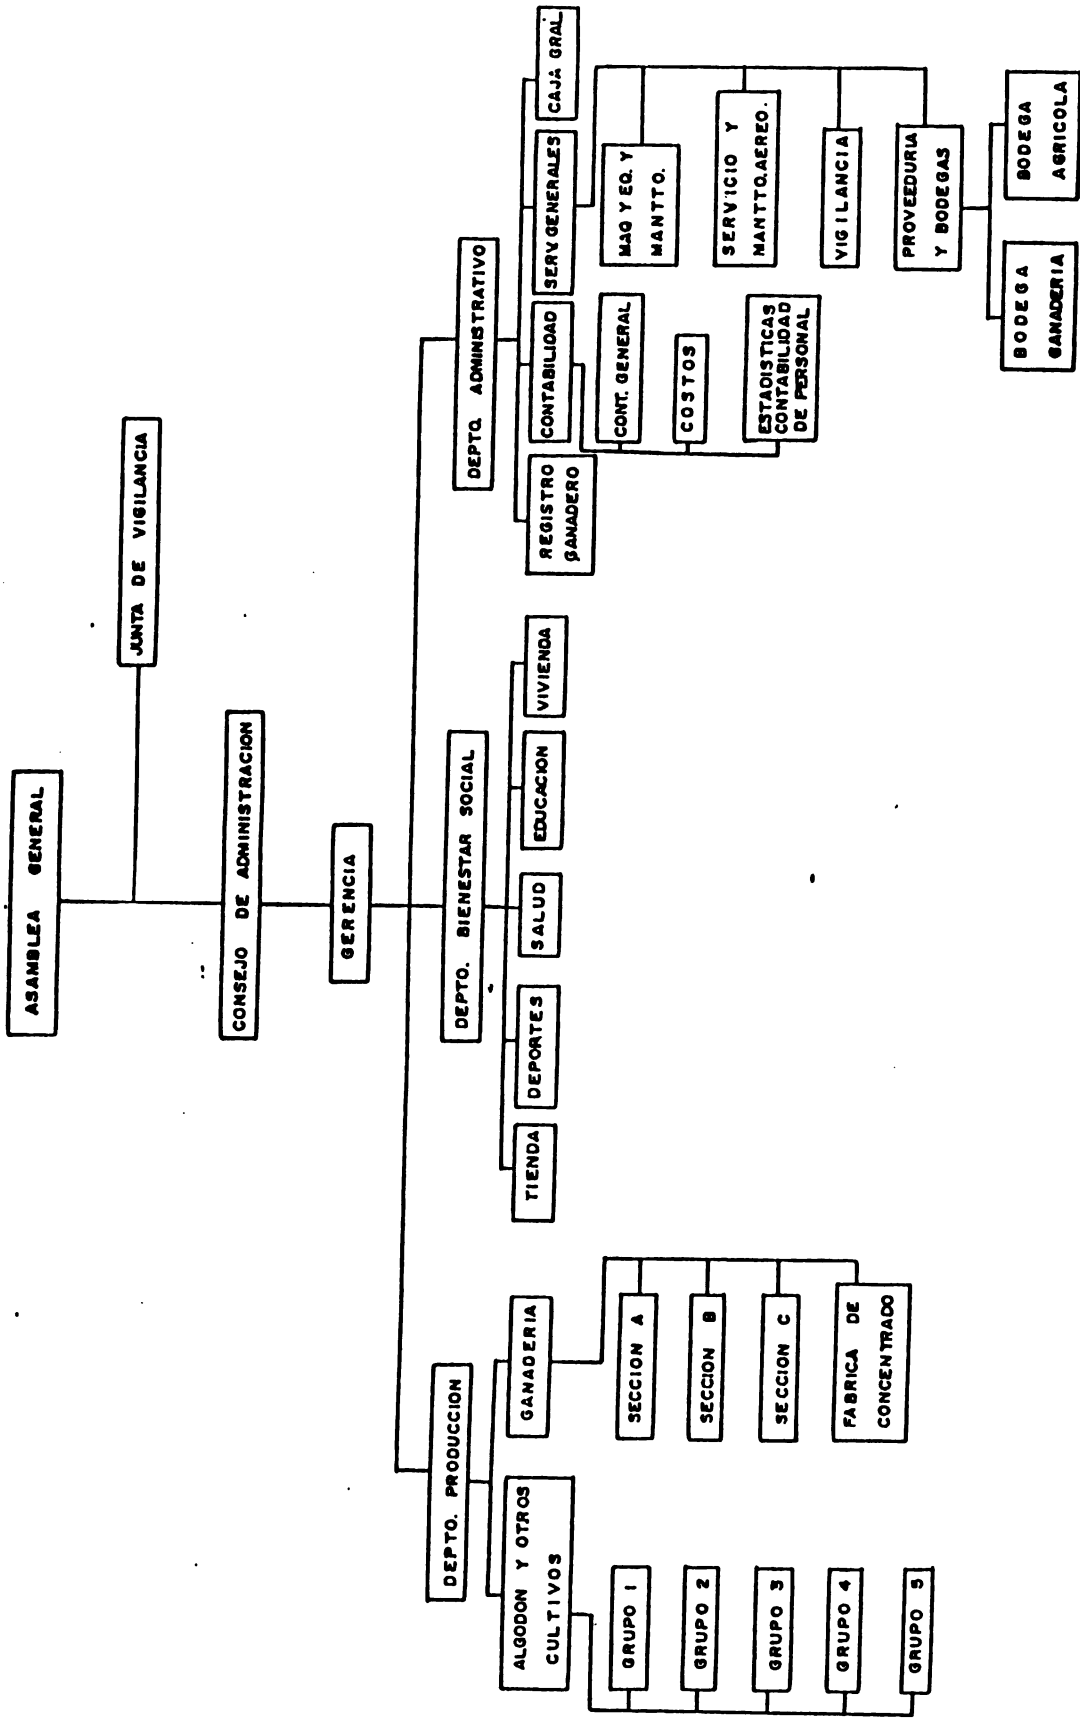 ASAMBLEA GENERAL
JUNTA DE VIGILANCIA
CONSEJO DE ADMINISTRACION
GERENCIA
DEPTO. PRODUCCION
DEPTO. BIENESTAR SOCIAL
DEPTO. ADMINISTRATIVO
ALGODON Y OTROS
CULTIVOS
GANADERIA
TIENDA
DEPORTES
SALUD
EDUCACION
VIVIENDA
REGISTRO
GANADERO
CONTABILIDAD
SERV. GENERALES
CAJA GRAL.
GRUPO 1
GRUPO 2
GRUPO 3
GRUPO 4
GRUPO 5
SECCION A
SECCION B
SECCION C
FABRICA DE
CONCENTRADO
CONT. GENERAL
COSTOS
ESTADISTICAS
CONTABILIDAD
DE PERSONAL
MAQ Y EQ. Y
MANTTO.
SERVICIO Y
MANTTO. AEREO.
VIGILANCIA
PROVEEDURIA
Y BODEGAS
BODEGA
GANADERIA
BODEGA
AGRICOLA